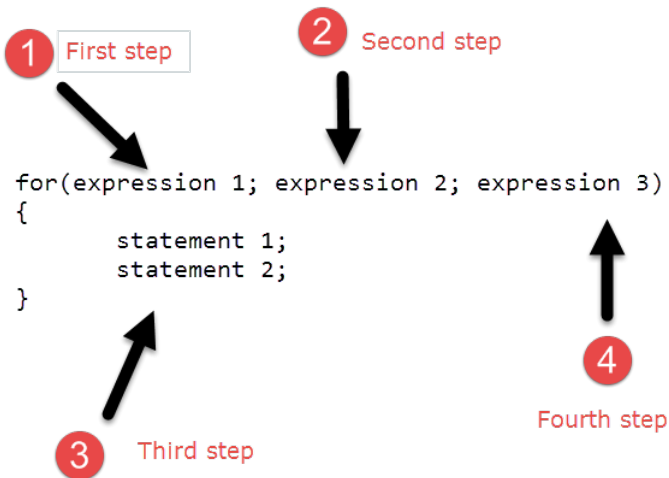 1 First step
2 Second step
for(expression 1; expression 2; expression 3)
{
statement 1;
statement 2;
}
4
Fourth step
3 Third step